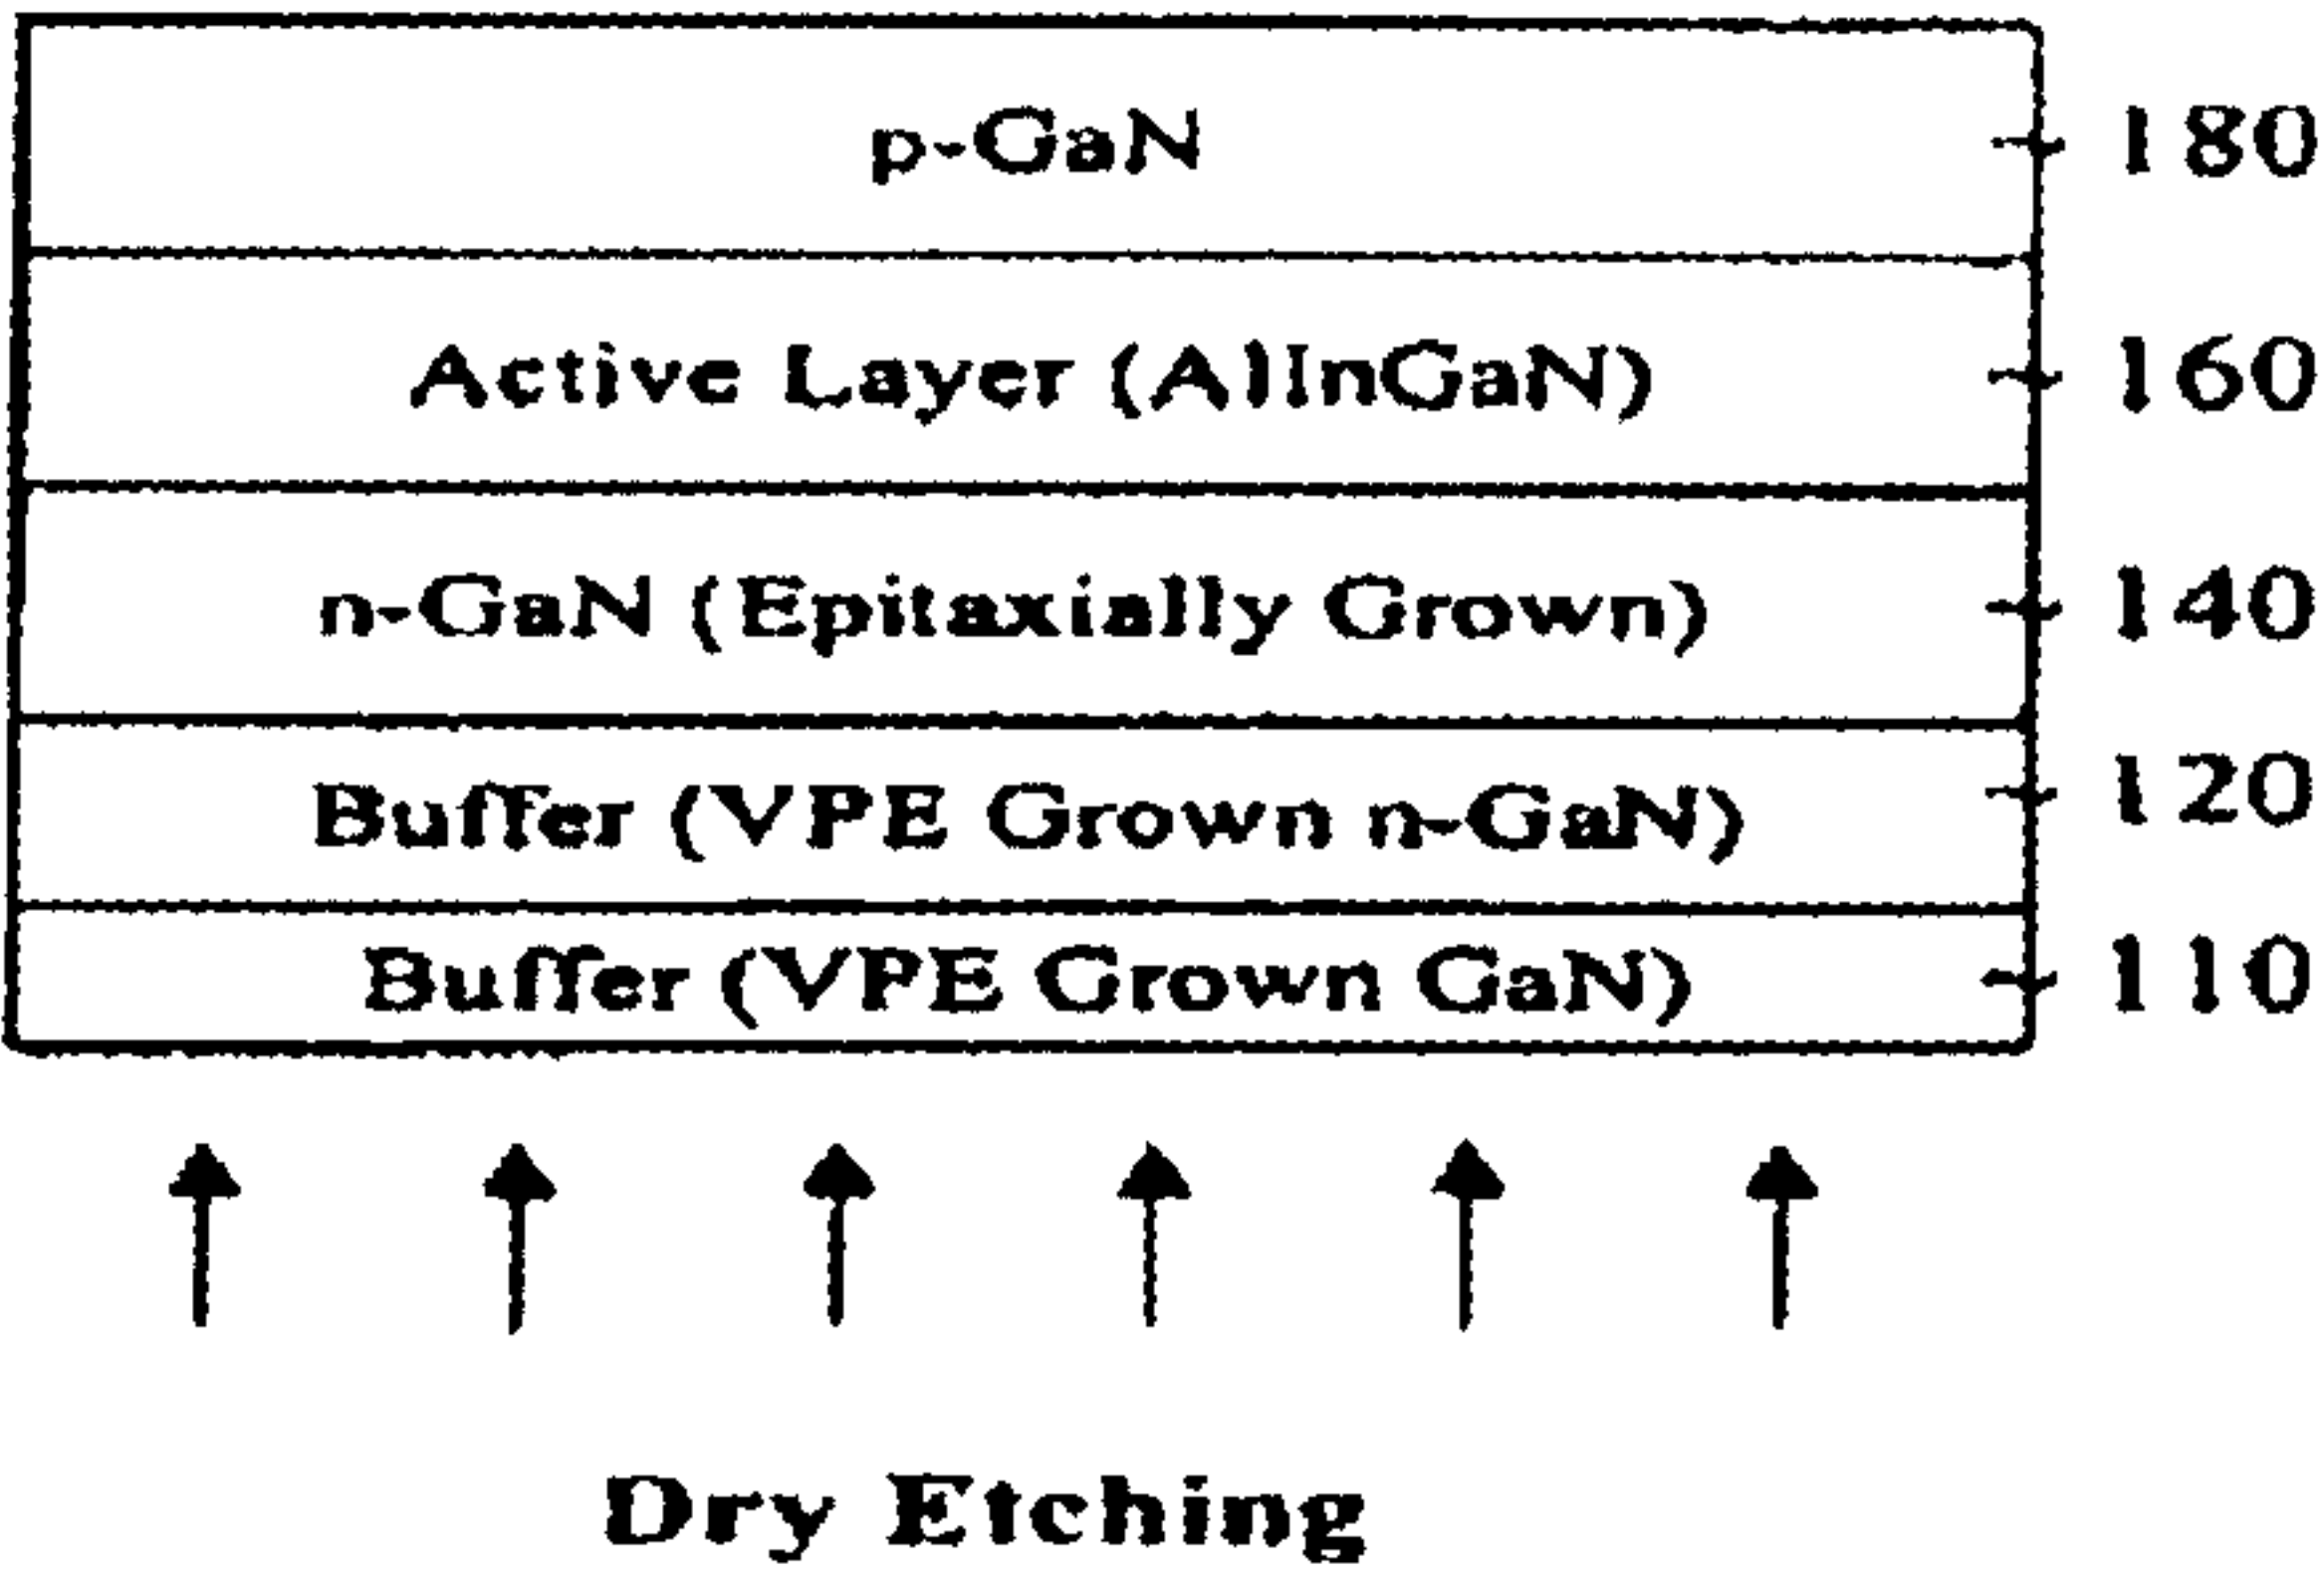 p-GaN 180
Active Layer (AlInGaN) 160
n-GaN (Epitaxially Grown) 140
Buffer (VPE Grown n-GaN) 120
Buffer (VPE Grown GaN) 110
Dry Etching